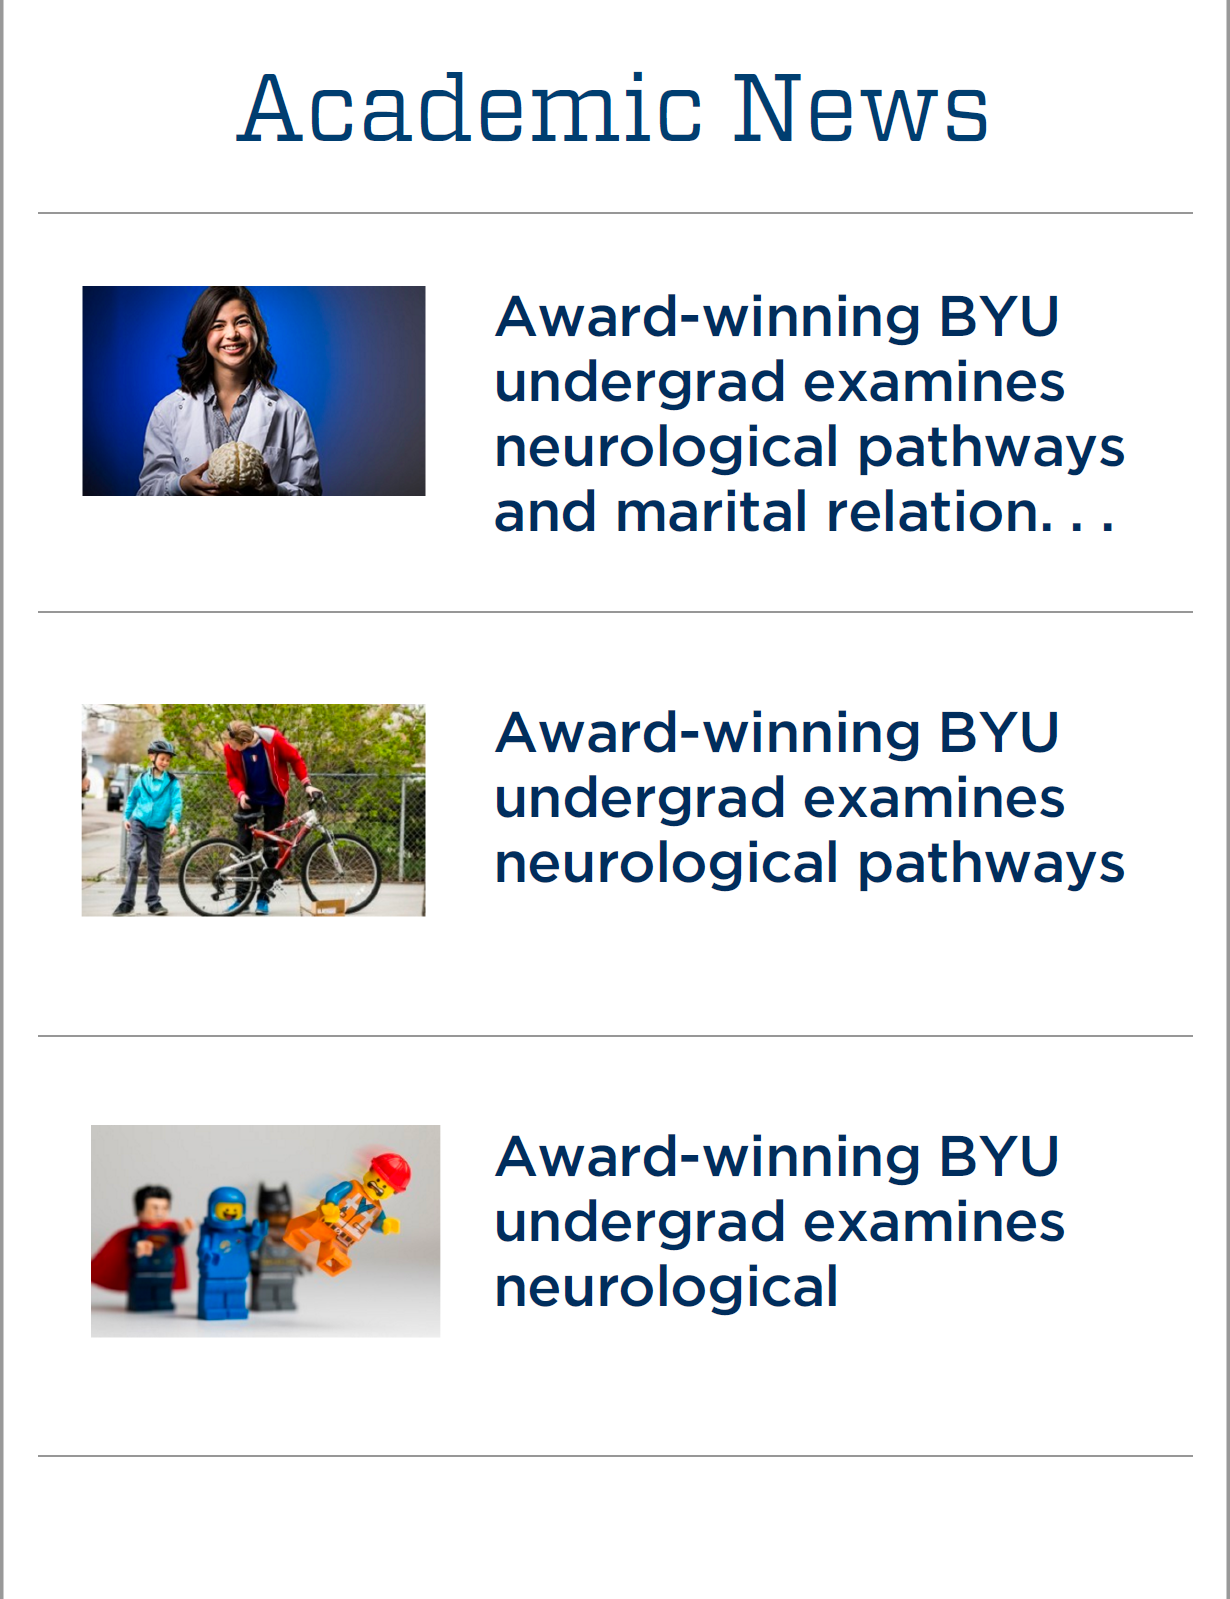 Academic News
Award-winning BYU
undergrad examines
neurological pathways
and marital relation. . .
Award-winning BYU
undergrad examines
neurological pathways
Award-winning BYU
undergrad examines
neurological